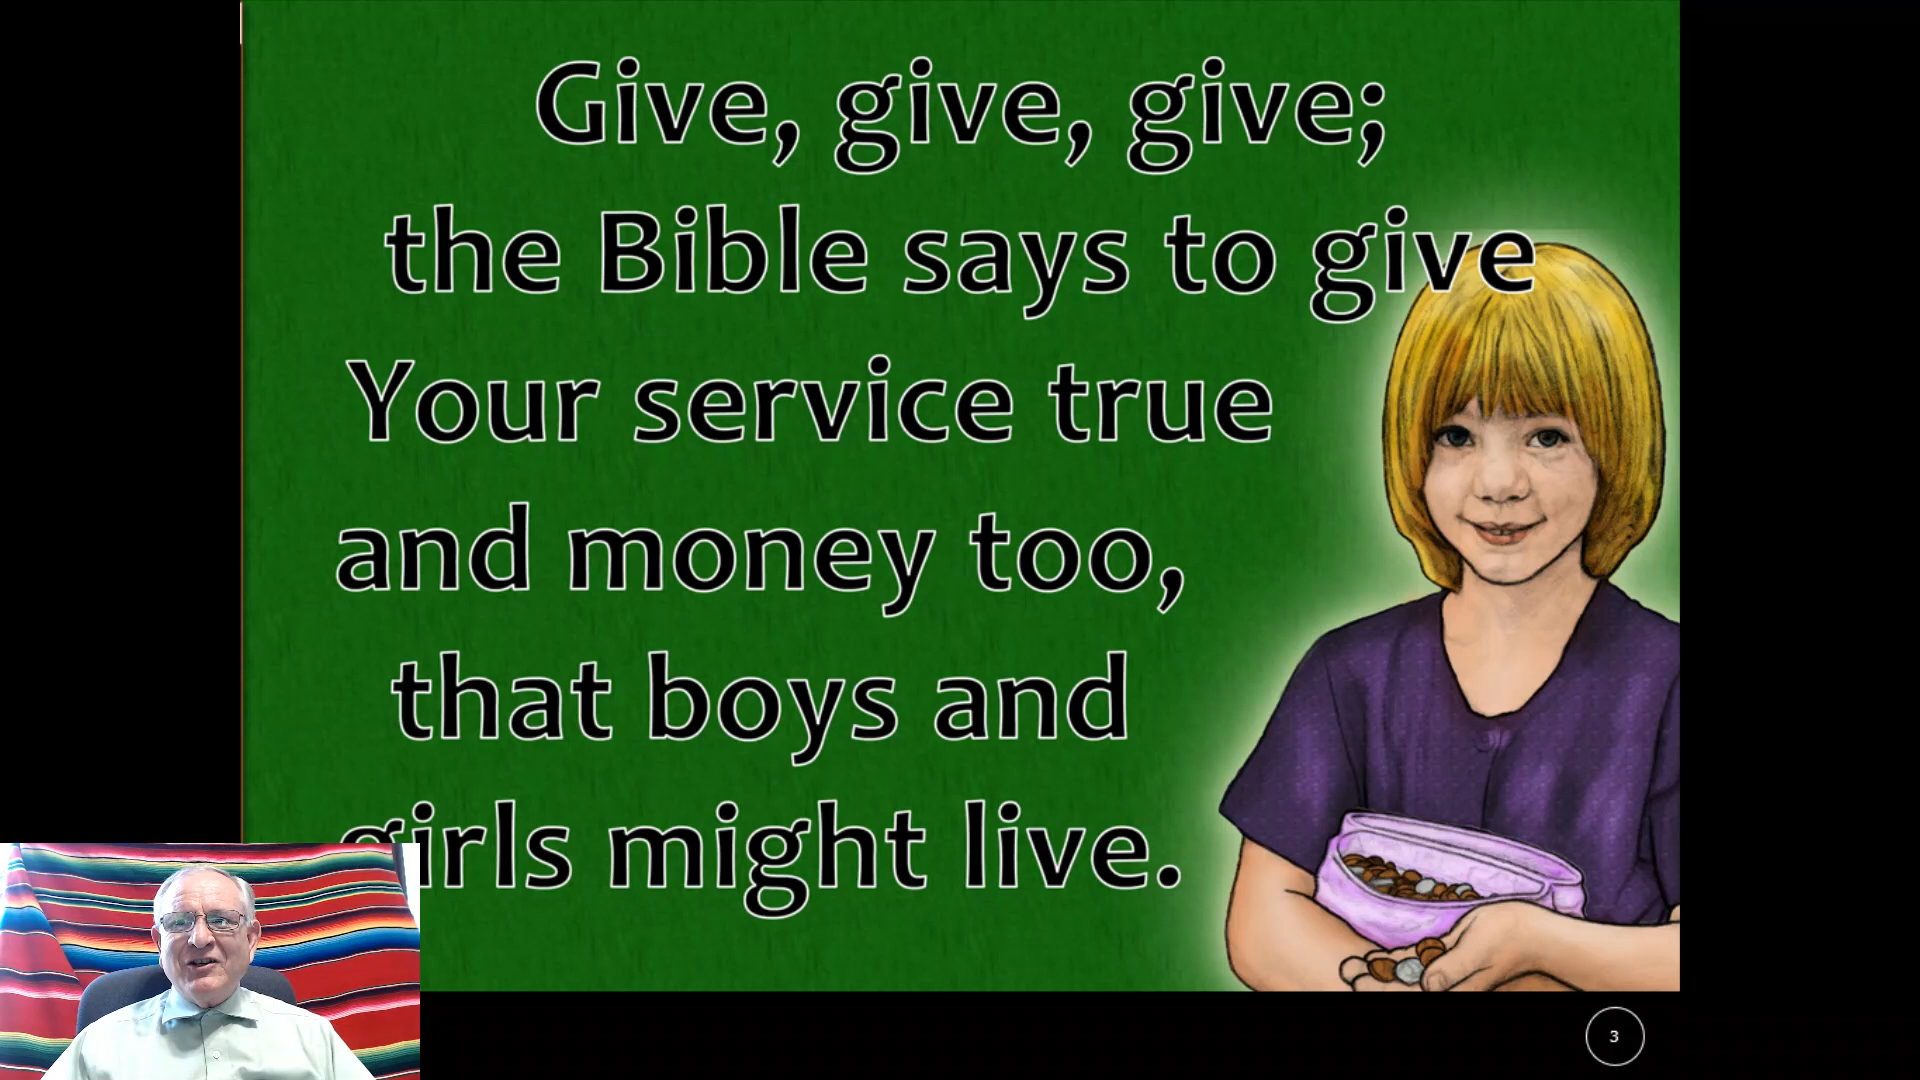 Give, give, give;
the Bible says to give
Your service true
and money too,
that boys and
girls might live.
3